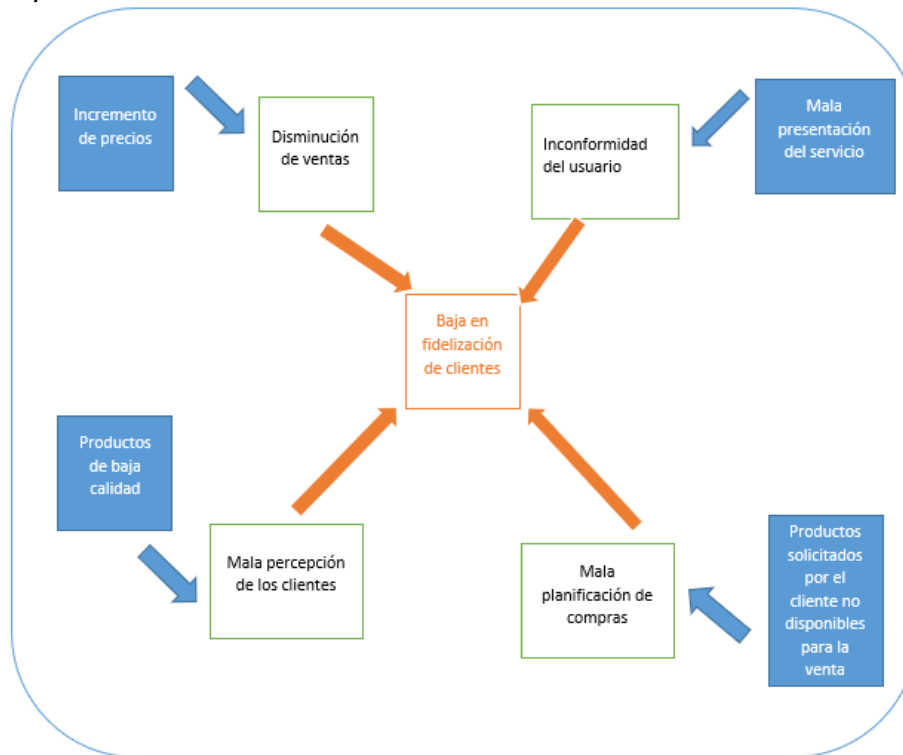 Incremento
de precios
Disminución
de ventas
Inconformidad
del usuario
Mala
presentación
del servicio
Baja en
fidelización
de clientes
Productos
de baja
calidad
Mala percepción
de los clientes
Mala
planificación de
compras
Productos
solicitados
por el
cliente no
disponibles
para la
venta